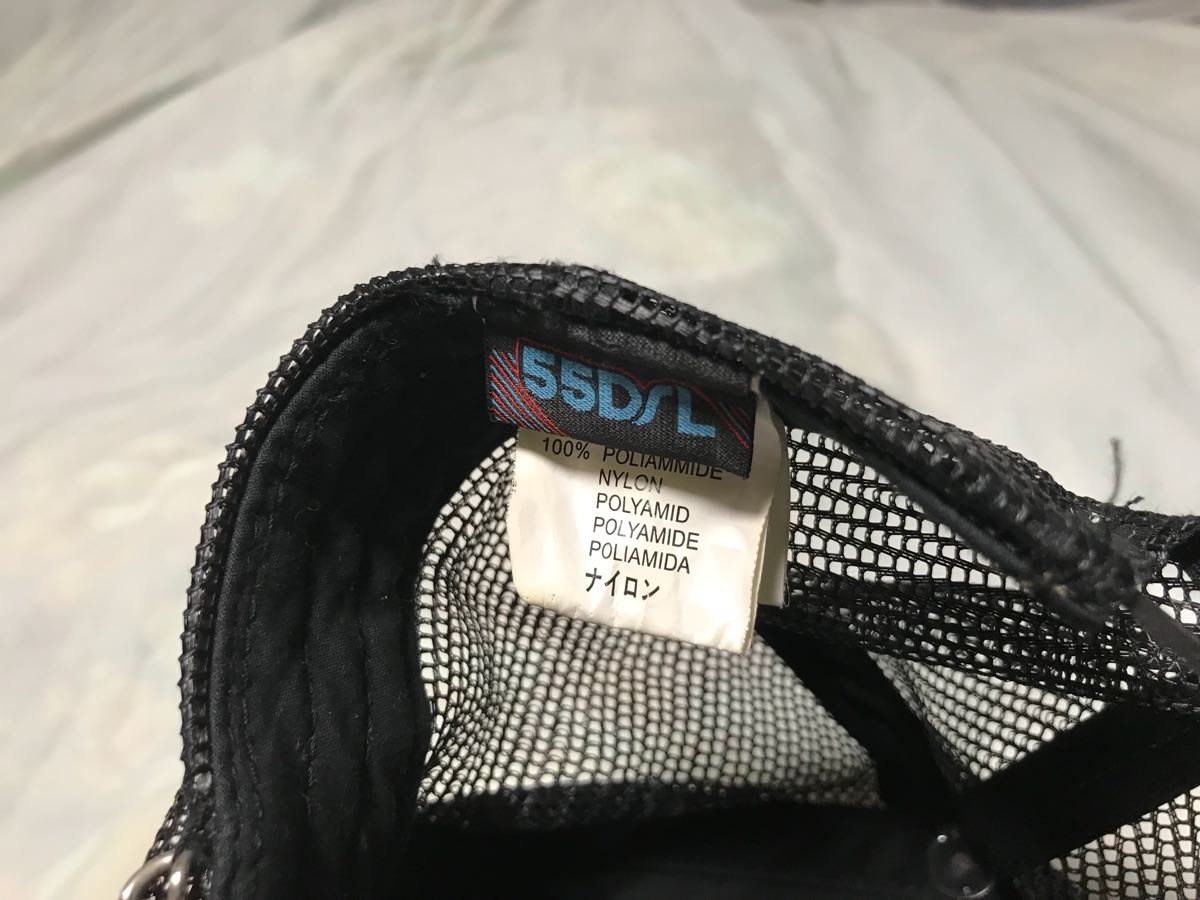 55DSL
100% POLIAMMIDE
NYLON
POLYAMID
POLYAMIDE
POLIAMIDA
ナイロン